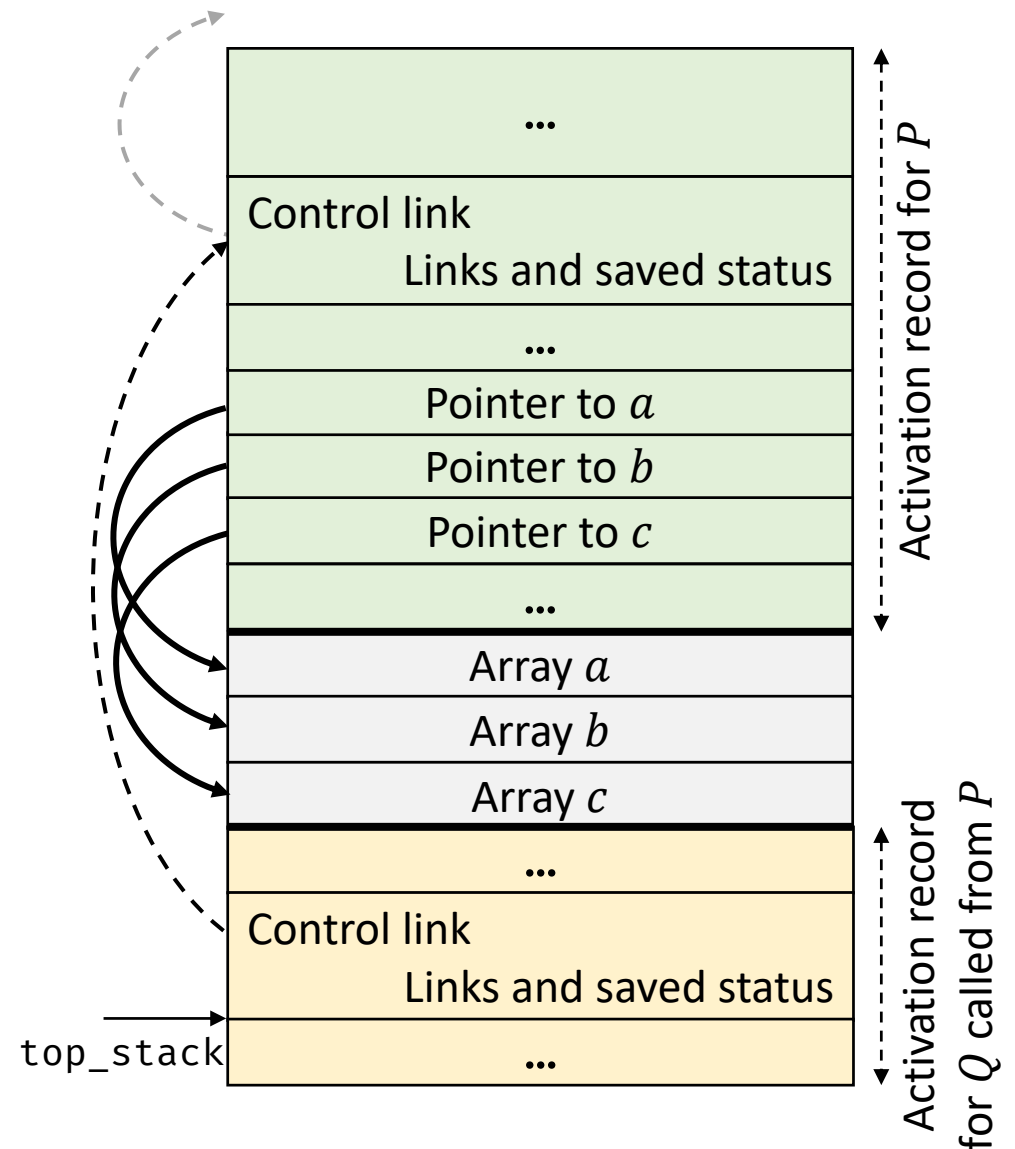 ...
Control link
Links and saved status
...
Pointer to a
Pointer to b
Pointer to c
...
Activation record for P
Array a
Array b
Array c
...
Control link
Links and saved status
top_stack
...
Activation record
for Q called from P